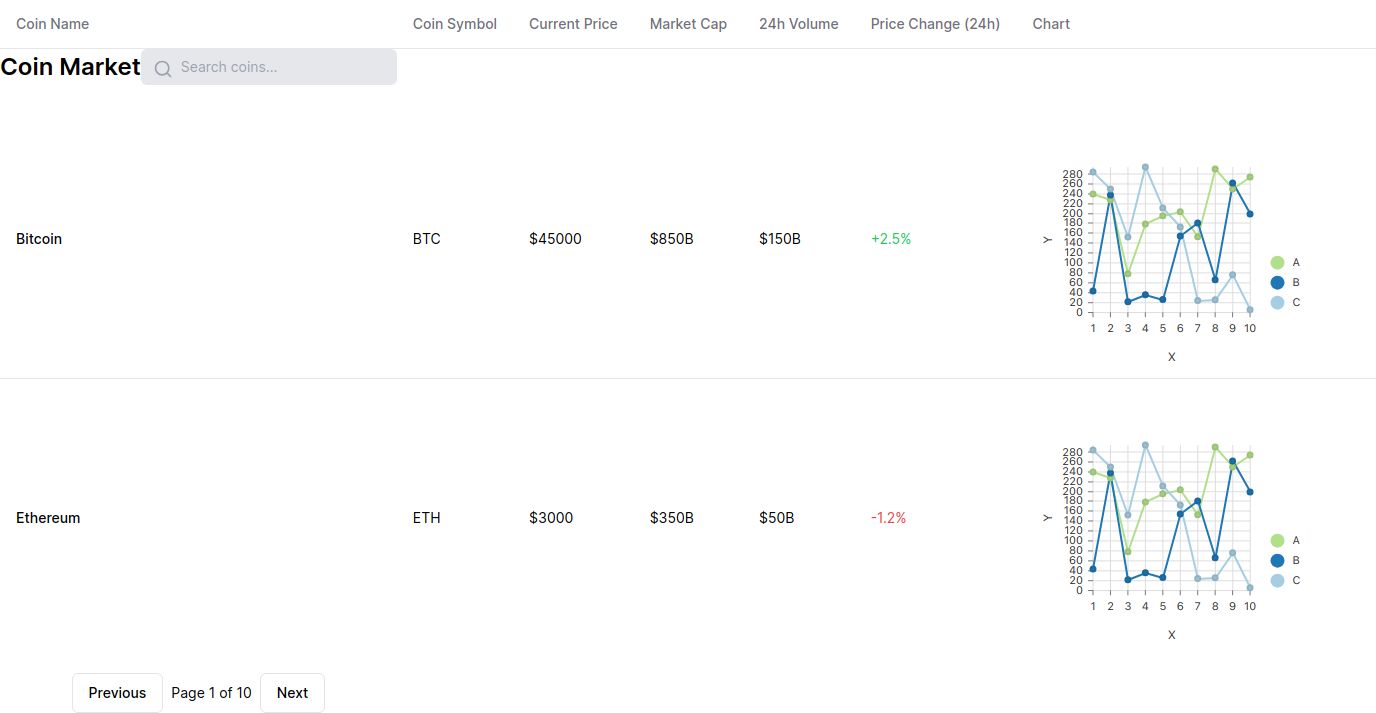 Coin Name Coin Symbol Current Price Market Cap 24h Volume Price Change (24h) Chart
Coin Market Search coins...
Bitcoin BTC $45000 $850B $150B +2.5%
280
260
240
220
200
180
160
140
120
100
80
60
40
20
0
Y
1 2 3 4 5 6 7 8 9 10
X
A
B
C
Ethereum ETH $3000 $350B $50B -1.2%
280
260
240
220
200
180
160
140
120
100
80
60
40
20
0
Y
1 2 3 4 5 6 7 8 9 10
X
A
B
C
Previous Page 1 of 10 Next